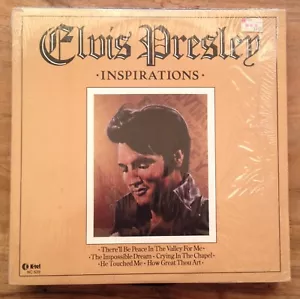 Elvis Presley
·INSPIRATIONS·
·There'll Be Peace In The Valley For Me·
·The Impossible Dream · Crying In The Chapel·
·He Touched Me · How Great Thou Art·